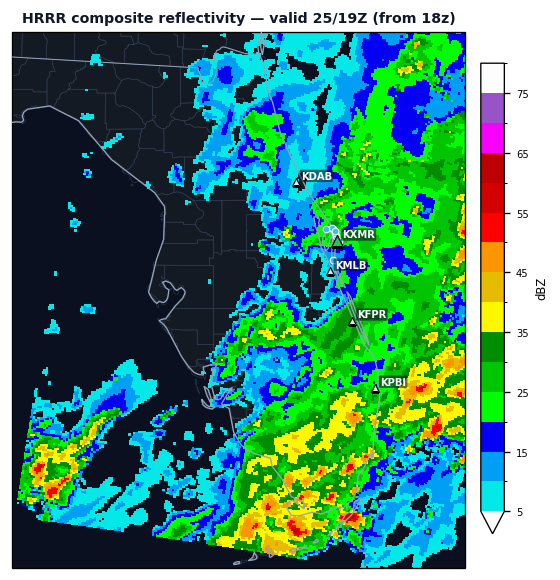 HRRR composite reflectivity — valid 25/19Z (from 18z)
KDAB
KXMR
KMLB
KFPR
KPBI
75
65
55
45
35
25
15
5
dBZ